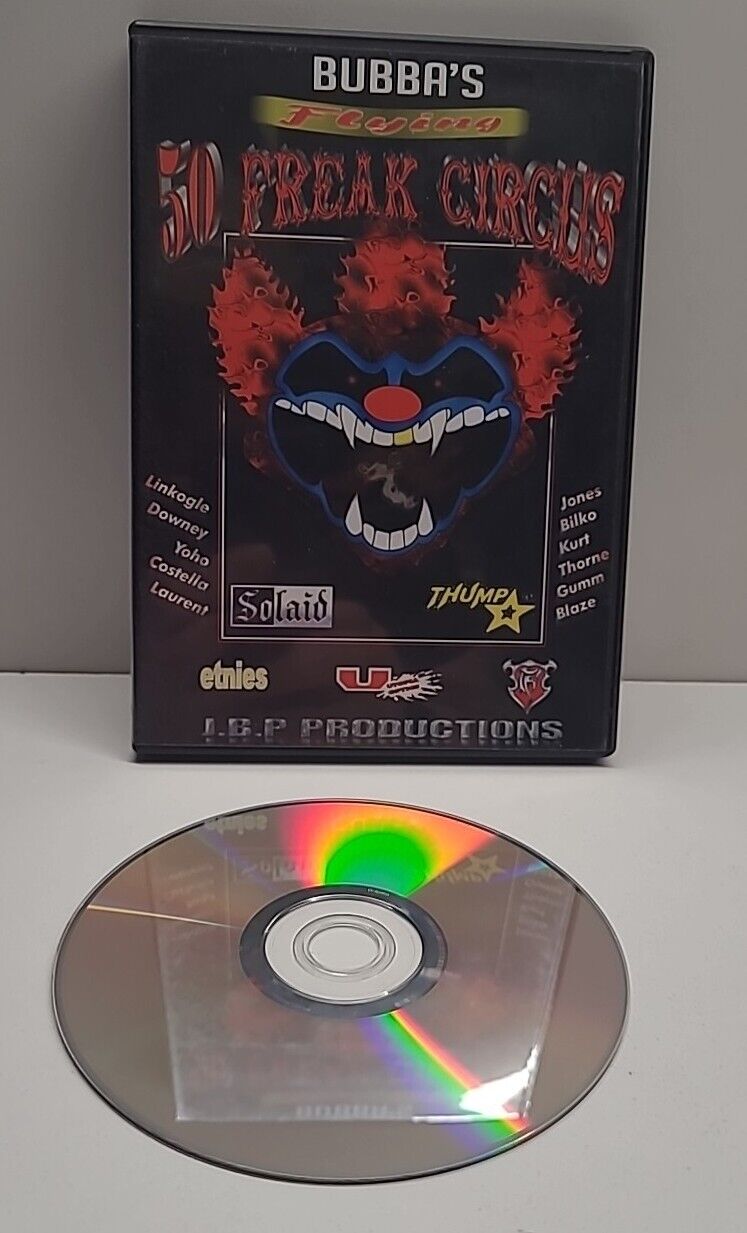 BUBBA'S
Flying
50 FREAK CIRCUS
Linkogle
Downey
Yoho
Costella
Laurent
Jones
Bilko
Kurt
Thorne
Gumm
Blaze
Solaid
THUMP
etnies
U
J.B.P PRODUCTIONS